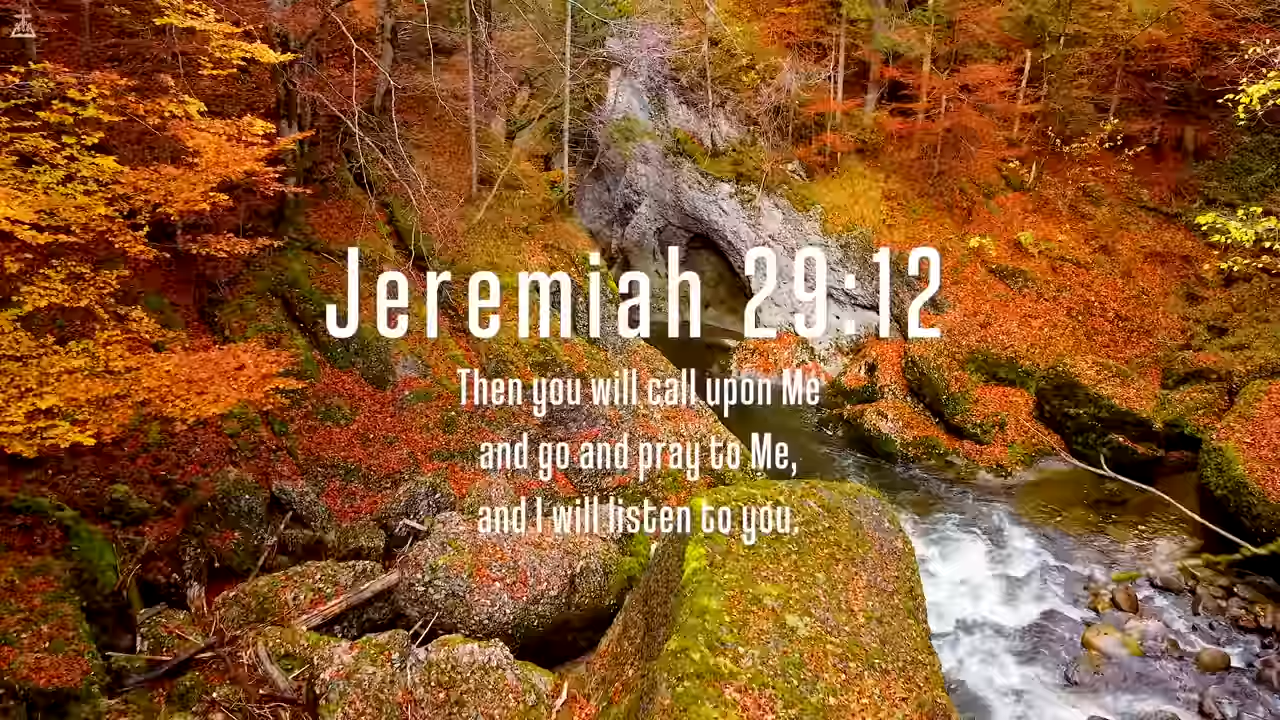 Jeremiah 29:12
Then you will call upon Me
and go and pray to Me,
and I will listen to you.